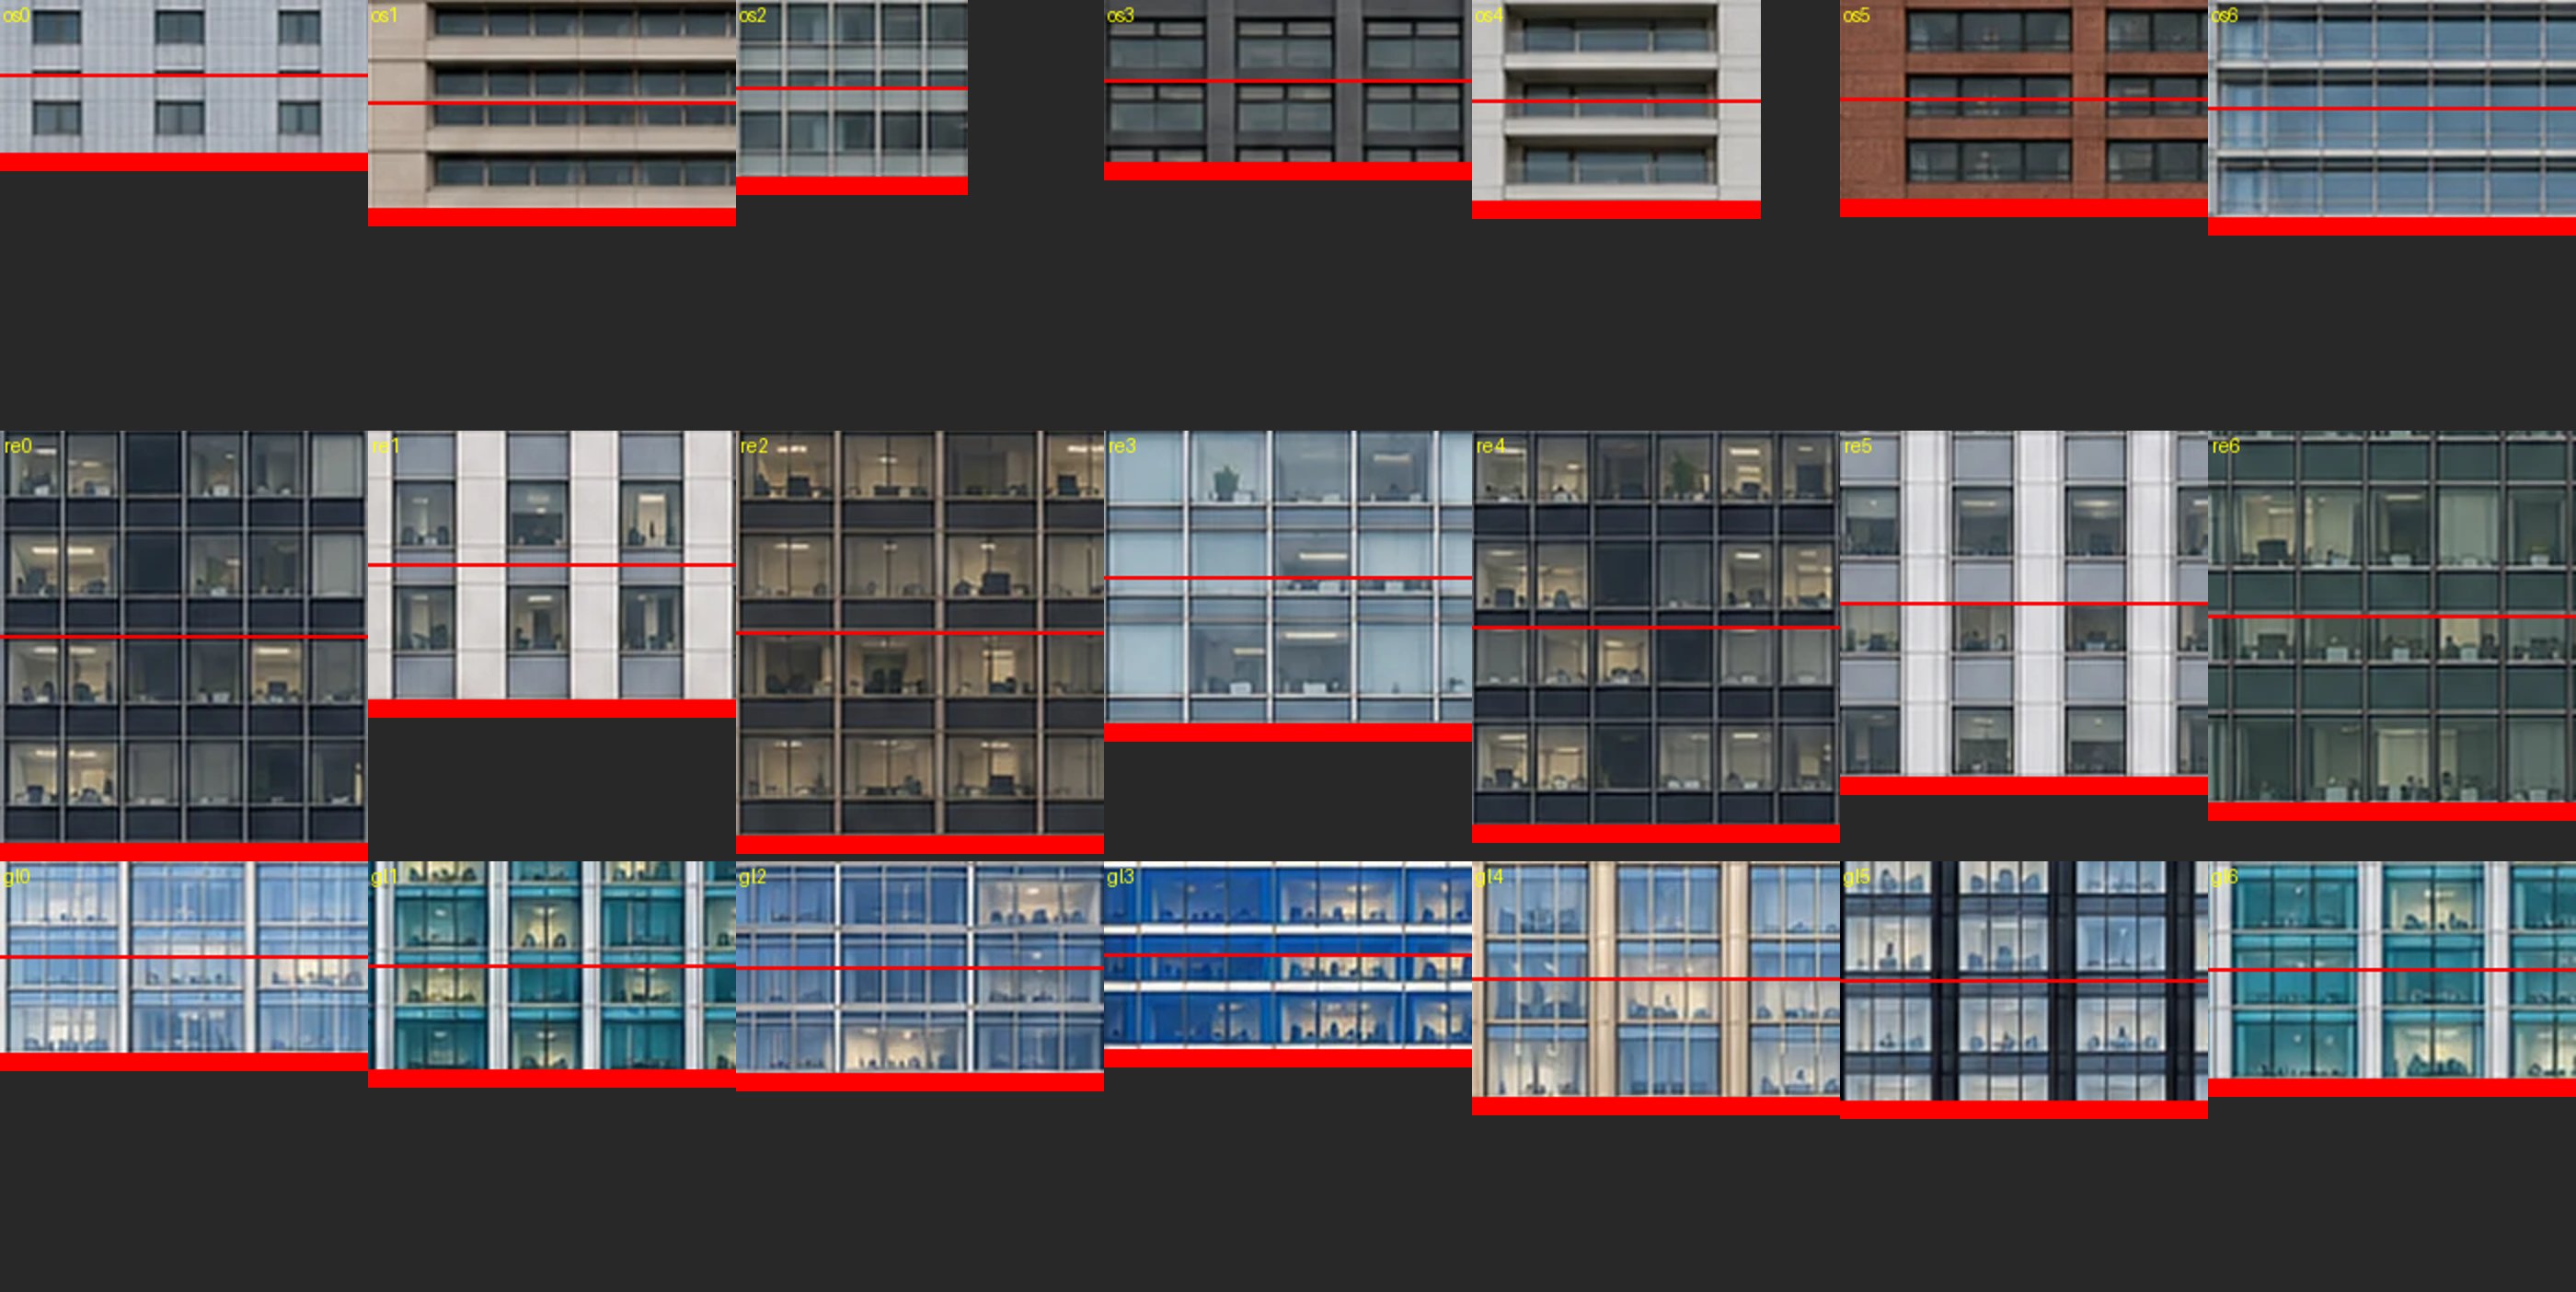 os0 os1 os2 os3 os4 os5 os6
re0 re1 re2 re3 re4 re5 re6
gl0 gl1 gl2 gl3 gl4 gl5 gl6